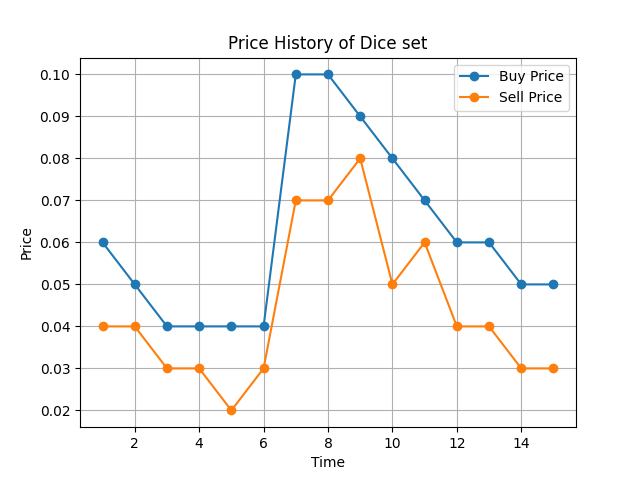 Price History of Dice set
Buy Price
Sell Price
Price
0.10
0.09
0.08
0.07
0.06
0.05
0.04
0.03
0.02
2 4 6 8 10 12 14
Time